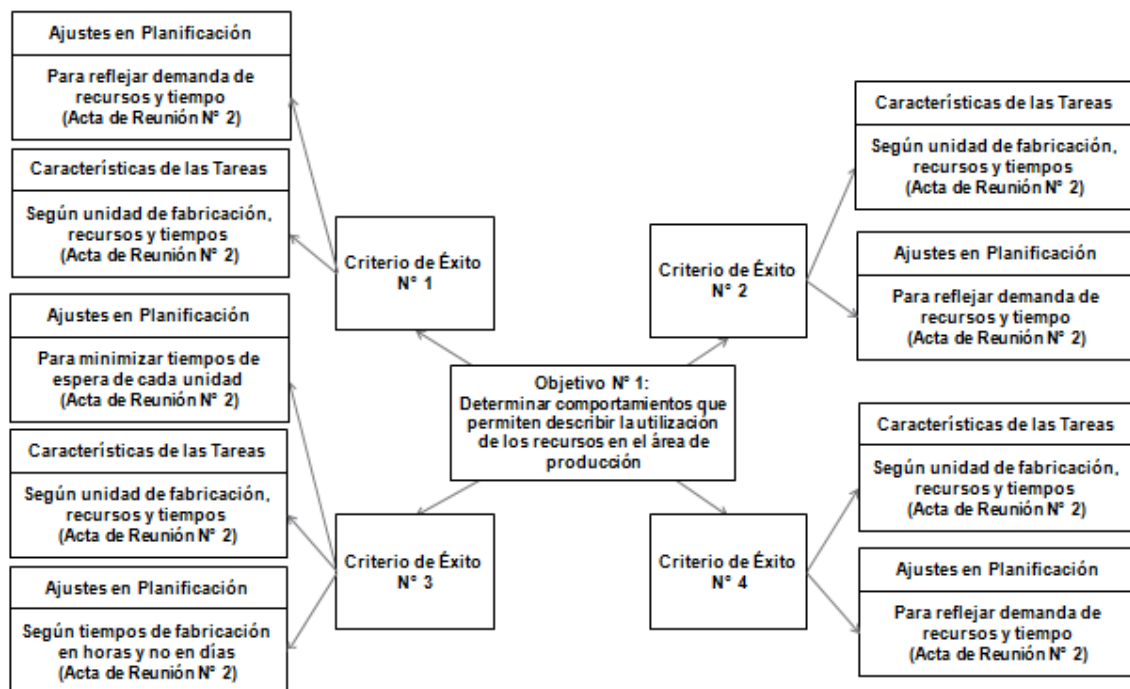 Ajustes en Planificación
Para reflejar demanda de
recursos y tiempo
(Acta de Reunión N° 2)
Características de las Tareas
Según unidad de fabricación,
recursos y tiempos
(Acta de Reunión N° 2)
Criterio de Éxito
N° 1
Ajustes en Planificación
Para minimizar tiempos de
espera de cada unidad
(Acta de Reunión N° 2)
Características de las Tareas
Según unidad de fabricación,
recursos y tiempos
(Acta de Reunión N° 2)
Ajustes en Planificación
Según tiempos de fabricación
en horas y no en días
(Acta de Reunión N° 2)
Criterio de Éxito
N° 3
Objetivo N° 1:
Determinar comportamientos que
permiten describir la utilización
de los recursos en el área de
producción
Criterio de Éxito
N° 2
Características de las Tareas
Según unidad de fabricación,
recursos y tiempos
(Acta de Reunión N° 2)
Ajustes en Planificación
Para reflejar demanda de
recursos y tiempo
(Acta de Reunión N° 2)
Criterio de Éxito
N° 4
Características de las Tareas
Según unidad de fabricación,
recursos y tiempos
(Acta de Reunión N° 2)
Ajustes en Planificación
Para reflejar demanda de
recursos y tiempo
(Acta de Reunión N° 2)